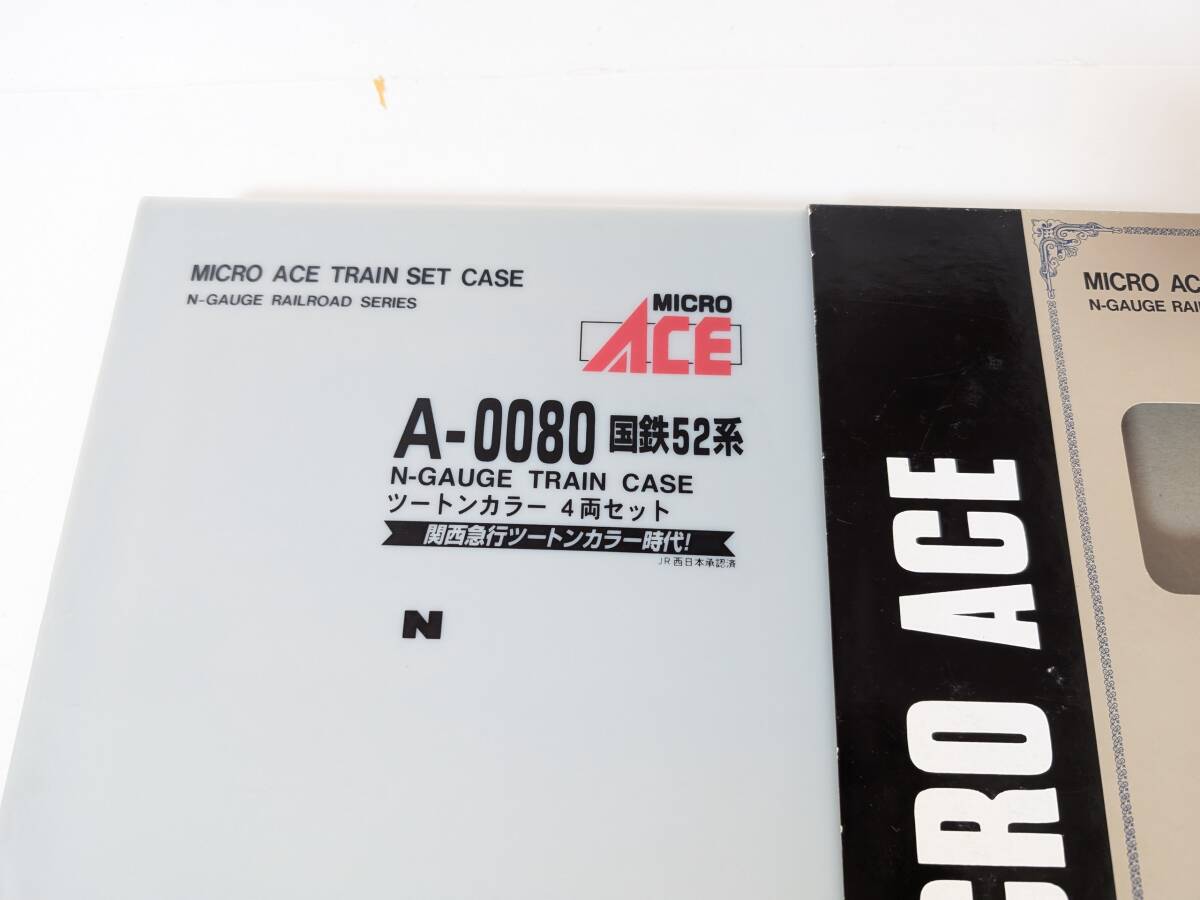 MICRO ACE TRAIN SET CASE
N-GAUGE RAILROAD SERIES
MICRO
ACE
A-0080 国鉄52系
N-GAUGE TRAIN CASE
ツートンカラー 4両セット
関西急行ツートンカラー時代!
JR西日本承認済
N
MICRO AC
N-GAUGE RAI
CRO ACE